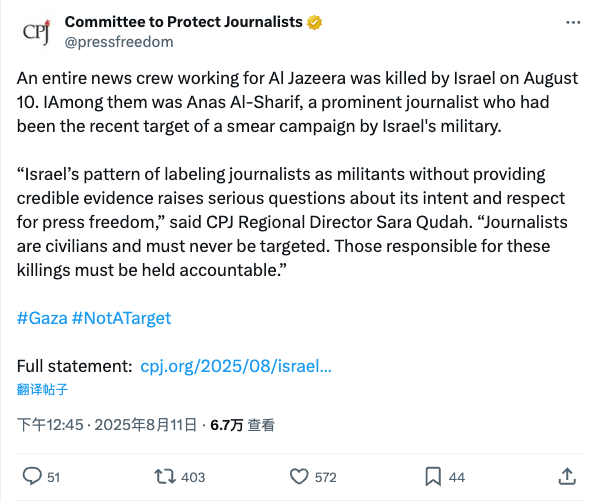 CPJ
Committee to Protect Journalists
@pressfreedom
An entire news crew working for Al Jazeera was killed by Israel on August
10. IAmong them was Anas Al-Sharif, a prominent journalist who had
been the recent target of a smear campaign by Israel's military.
“Israel’s pattern of labeling journalists as militants without providing
credible evidence raises serious questions about its intent and respect
for press freedom,” said CPJ Regional Director Sara Qudah. “Journalists
are civilians and must never be targeted. Those responsible for these
killings must be held accountable.”
#Gaza #NotATarget
Full statement: cpj.org/2025/08/israel...
翻译帖子
下午12:45 · 2025年8月11日 · 6.7万 查看
51 403 572 44